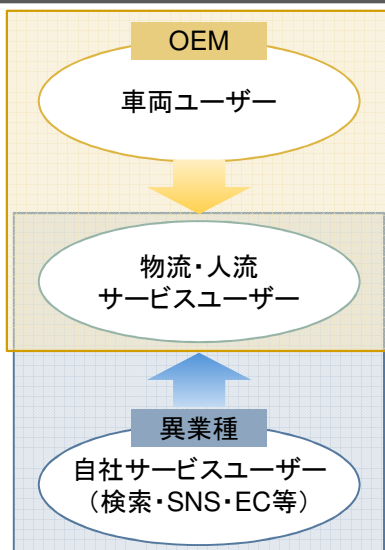 OEM
車両ユーザー
物流・人流
サービスユーザー
異業種
自社サービスユーザー
（検索・SNS・EC等）